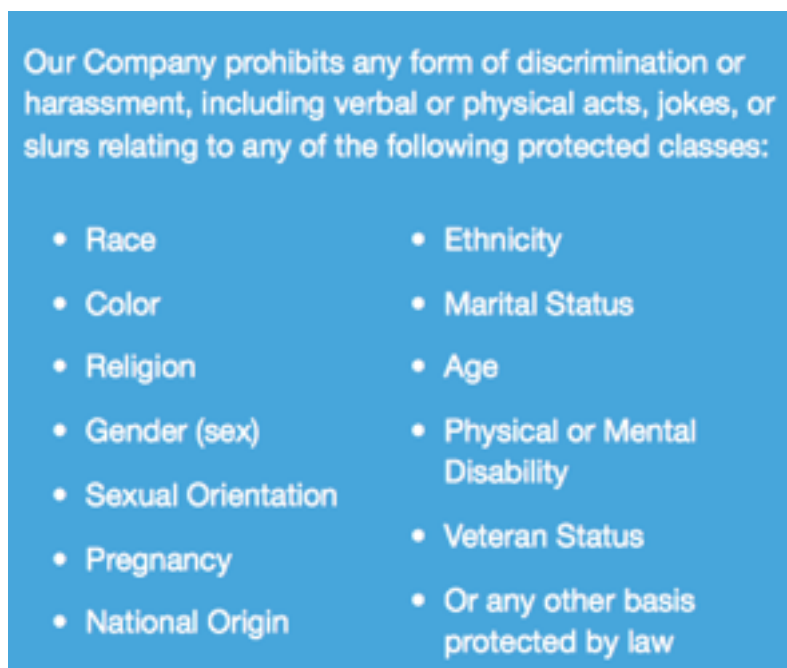 Our Company prohibits any form of discrimination or
harassment, including verbal or physical acts, jokes, or
slurs relating to any of the following protected classes:
• Race
• Color
• Religion
• Gender (sex)
• Sexual Orientation
• Pregnancy
• National Origin
• Ethnicity
• Marital Status
• Age
• Physical or Mental
Disability
• Veteran Status
• Or any other basis
protected by law